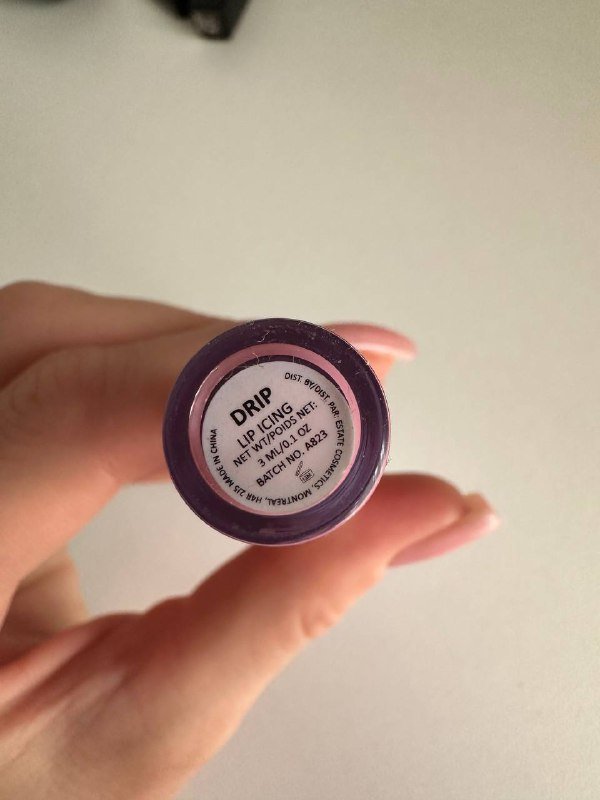 DRIP
LIP ICING
NET WT/POIDS NET:
3 ML/0.1 OZ
BATCH NO. A823
DIST. BY/DIST. PAR: ESTATE COSMETICS, MONTREAL, H4R 2J5 MADE IN CHINA